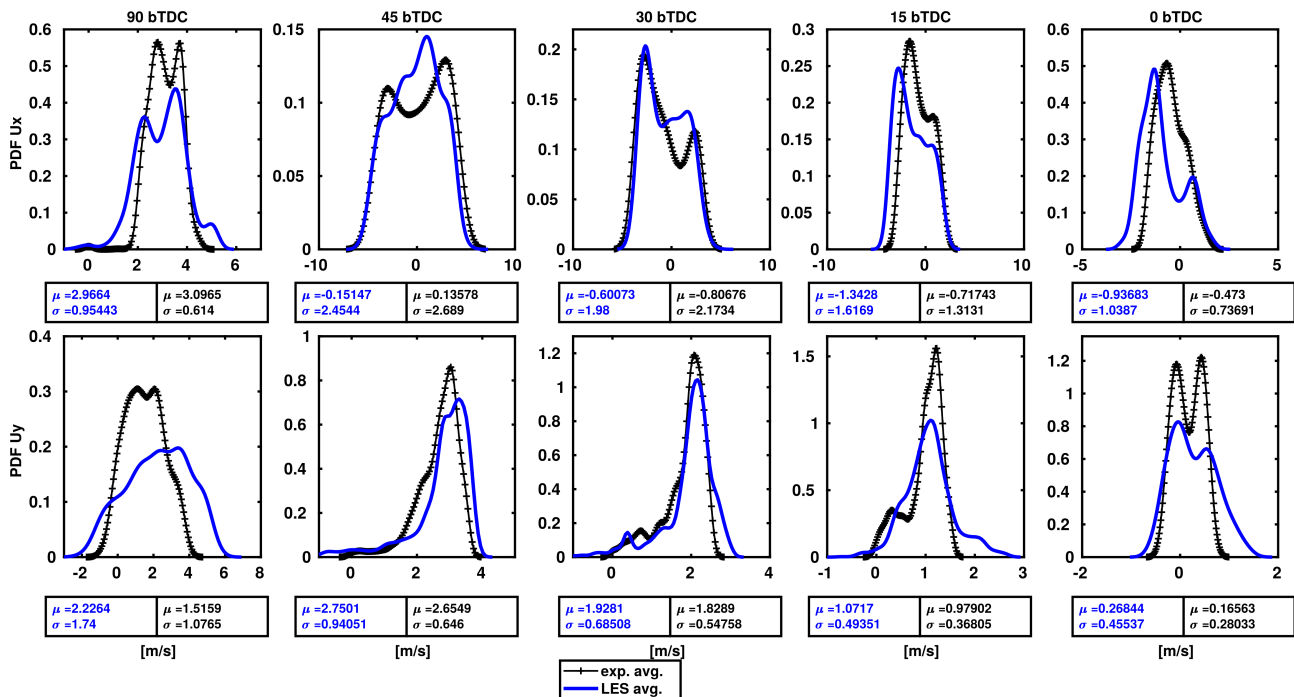 90 bTDC 45 bTDC 30 bTDC 15 bTDC 0 bTDC
PDF Ux
0.6 0.5 0.4 0.3 0.2 0.1 0
0.15 0.1 0.05 0
0.2 0.15 0.1 0.05 0
0.3 0.25 0.2 0.15 0.1 0.05 0
0.6 0.5 0.4 0.3 0.2 0.1 0
0 2 4 6
-10 0 10
-10 0 10
-10 0 10
-5 0 5
μ =2.9664 μ =3.0965
σ =0.95443 σ =0.614
μ =-0.15147 μ =0.13578
σ =2.4544 σ =2.689
μ =-0.60073 μ =-0.80676
σ =1.98 σ =2.1734
μ =-1.3428 μ =-0.71743
σ =1.6169 σ =1.3131
μ =-0.93683 μ =-0.473
σ =1.0387 σ =0.73691
PDF Uy
0.4 0.3 0.2 0.1 0
1 0.8 0.6 0.4 0.2 0
1.2 1 0.8 0.6 0.4 0.2 0
1.5 1 0.5 0
1.2 1 0.8 0.6 0.4 0.2 0
-2 0 2 4 6 8
0 2 4
0 2 4
-1 0 1 2 3
-2 0 2
μ =2.2264 μ =1.5159
σ =1.74 σ =1.0765
μ =2.7501 μ =2.6549
σ =0.94051 σ =0.646
μ =1.9281 μ =1.8289
σ =0.68508 σ =0.54758
μ =1.0717 μ =0.97902
σ =0.49351 σ =0.36805
μ =0.26844 μ =0.16563
σ =0.45537 σ =0.28033
[m/s] [m/s] [m/s] [m/s] [m/s]
exp. avg.
LES avg.